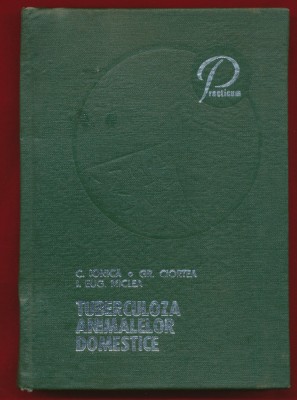 Practicum
C. IONICA • GR. CIORTEA
I. EUG. NICLEA
TUBERCULOZA
ANIMALELOR
DOMESTICE